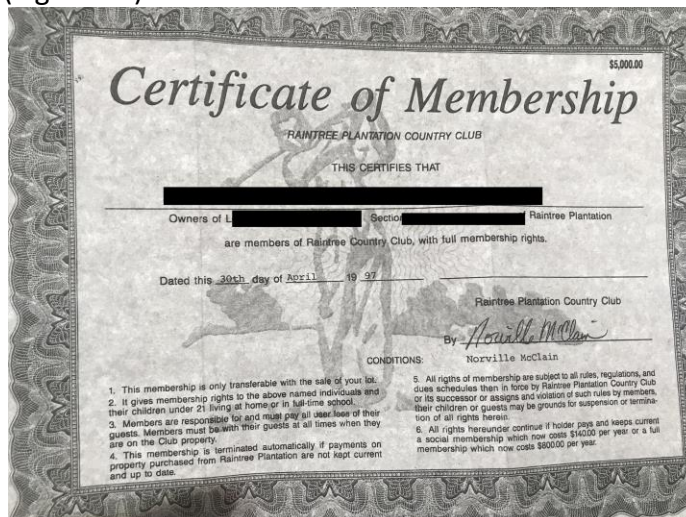 $5,000.00
Certificate of Membership
RAINTREE PLANTATION COUNTRY CLUB
THIS CERTIFIES THAT
Owners of L Section Raintree Plantation
are members of Raintree Country Club, with full membership rights.
Dated this 30th day of April 19 97
Raintree Plantation Country Club
By Norville McClain
CONDITIONS: Norville McClain
1. This membership is only transferable with the sale of your lot.
2. It gives membership rights to the above named individuals and
their children under 21 living at home or in full-time school.
3. Members are responsible for and must pay all user fees of their
guests. Members must be with their guests at all times when they
are on the Club property.
4. This membership is terminated automatically if payments on
property purchased from Raintree Plantation are not kept current
and up to date.
5. All rigths of membership are subject to all rules, regulations, and
dues schedules then in force by Raintree Plantation Country Club
or its successor or assigns and violation of such rules by members,
their children or guests may be grounds for suspension or termina-
tion of all rights herein.
6. All rights hereunder continue if holder pays and keeps current
a social membership which now costs $140.00 per year or a full
membership which now costs $800.00 per year.